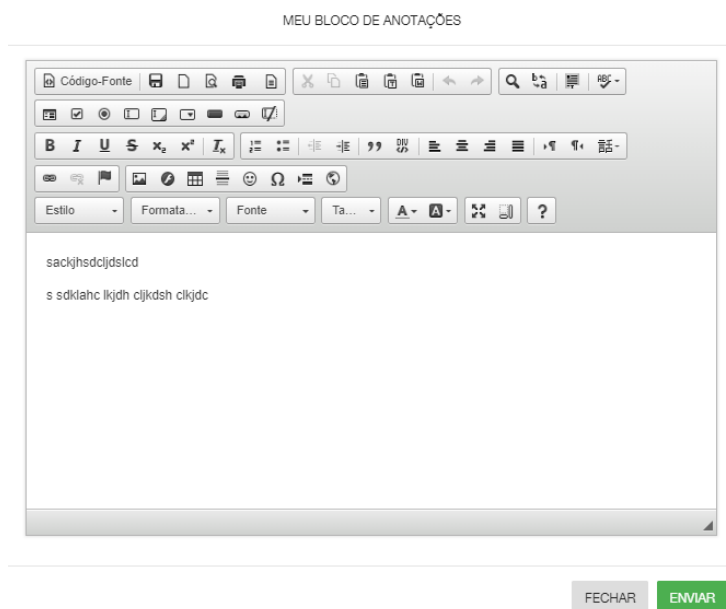 MEU BLOCO DE ANOTAÇÕES
Código-Fonte
Estilo Formata... Fonte Ta...
sackjhsdcljdslcd
s sdklahc lkjdh cljkdsh clkjdc
FECHAR ENVIAR